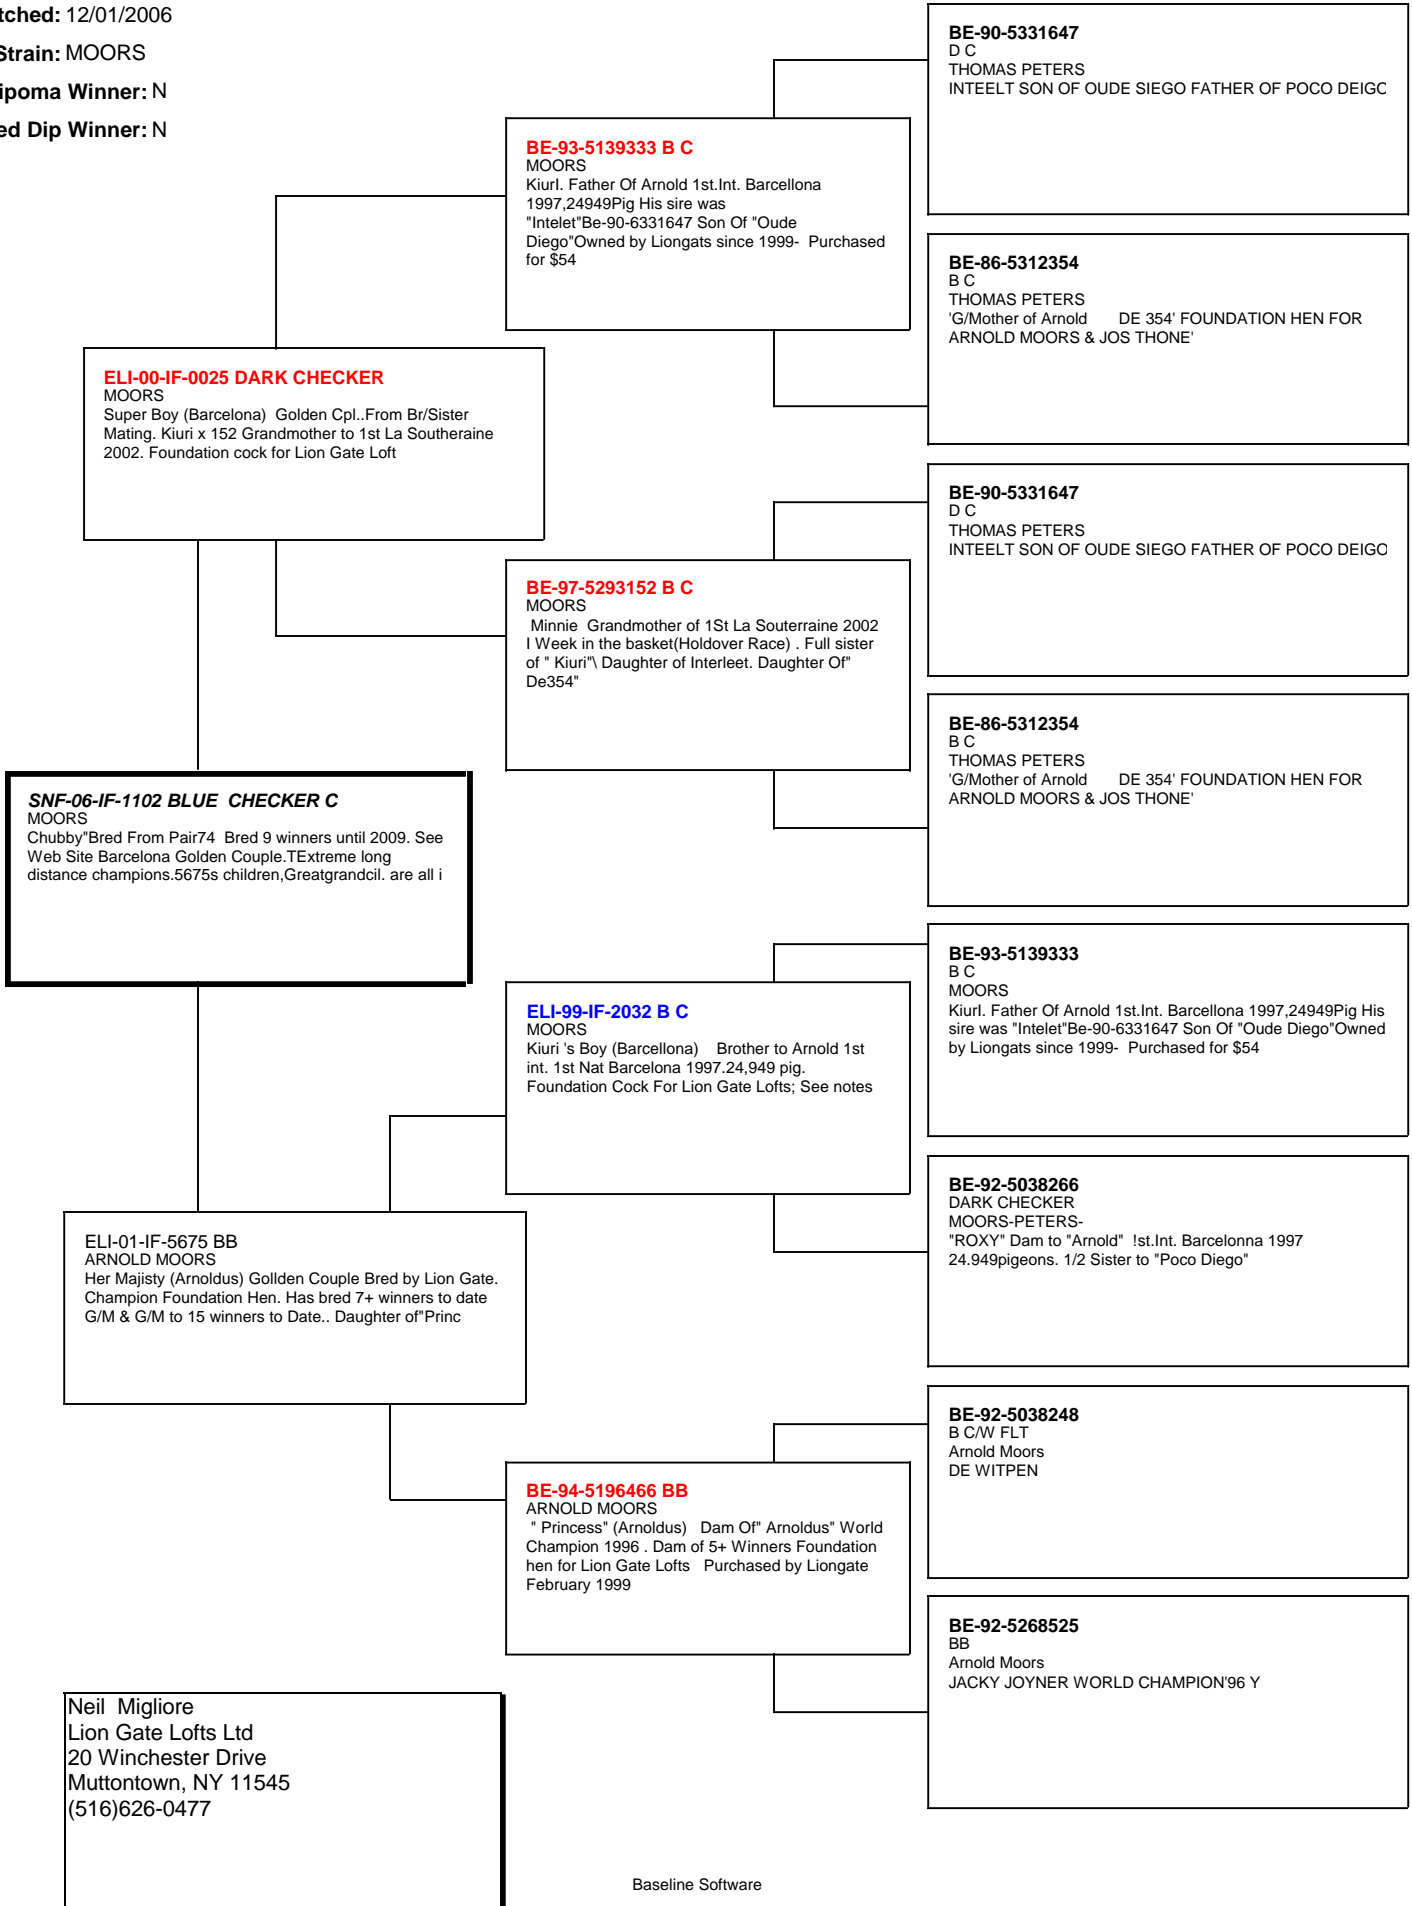 tched: 12/01/2006
Strain: MOORS
ipoma Winner: N
ed Dip Winner: N
BE-90-5331647
D C
THOMAS PETERS
INTEELT SON OF OUDE SIEGO FATHER OF POCO DEIGO
BE-93-5139333 B C
MOORS
KiurI. Father Of Arnold 1st.Int. Barcellona
1997,24949Pig His sire was
"Intelet"Be-90-6331647 Son Of "Oude
Diego"Owned by Liongats since 1999-  Purchased
for $54
BE-86-5312354
B C
THOMAS PETERS
'G/Mother of Arnold      DE 354' FOUNDATION HEN FOR
ARNOLD MOORS & JOS THONE'
ELI-00-IF-0025 DARK CHECKER
MOORS
Super Boy (Barcelona)  Golden Cpl..From Br/Sister
Mating. Kiuri x 152 Grandmother to 1st La Southeraine
2002. Foundation cock for Lion Gate Loft
BE-90-5331647
D C
THOMAS PETERS
INTEELT SON OF OUDE SIEGO FATHER OF POCO DEIGO
BE-97-5293152 B C
MOORS
Minnie  Grandmother of 1St La Souterraine 2002
I Week in the basket(Holdover Race) . Full sister
of " Kiuri"\ Daughter of Interleet. Daughter Of"
De354"
BE-86-5312354
B C
THOMAS PETERS
'G/Mother of Arnold      DE 354' FOUNDATION HEN FOR
ARNOLD MOORS & JOS THONE'
SNF-06-IF-1102 BLUE  CHECKER C
MOORS
Chubby"Bred From Pair74  Bred 9 winners until 2009. See
Web Site Barcelona Golden Couple.TExtreme long
distance champions.5675s children,Greatgrandcil. are all i
BE-93-5139333
B C
MOORS
KiurI. Father Of Arnold 1st.Int. Barcellona 1997,24949Pig His
sire was "Intelet"Be-90-6331647 Son Of "Oude Diego"Owned
by Liongats since 1999-  Purchased for $54
ELI-99-IF-2032 B C
MOORS
Kiuri 's Boy (Barcellona)    Brother to Arnold 1st
int. 1st Nat Barcelona 1997.24,949 pig.
Foundation Cock For Lion Gate Lofts; See notes
BE-92-5038266
DARK CHECKER
MOORS-PETERS-
"ROXY" Dam to "Arnold"  !st.Int. Barcelonna 1997
24.949pigeons. 1/2 Sister to "Poco Diego"
ELI-01-IF-5675 BB
ARNOLD MOORS
Her Majisty (Arnoldus) Gollden Couple Bred by Lion Gate.
Champion Foundation Hen. Has bred 7+ winners to date
G/M & G/M to 15 winners to Date.. Daughter of"Princ
BE-92-5038248
B C/W FLT
Arnold Moors
DE WITPEN
BE-94-5196466 BB
ARNOLD MOORS
" Princess" (Arnoldus)   Dam Of" Arnoldus" World
Champion 1996 . Dam of 5+ Winners Foundation
hen for Lion Gate Lofts   Purchased by Liongate
February 1999
BE-92-5268525
BB
Arnold Moors
JACKY JOYNER WORLD CHAMPION'96 Y
Neil  Migliore
Lion Gate Lofts Ltd
20 Winchester Drive
Muttontown, NY 11545
(516)626-0477
Baseline Software